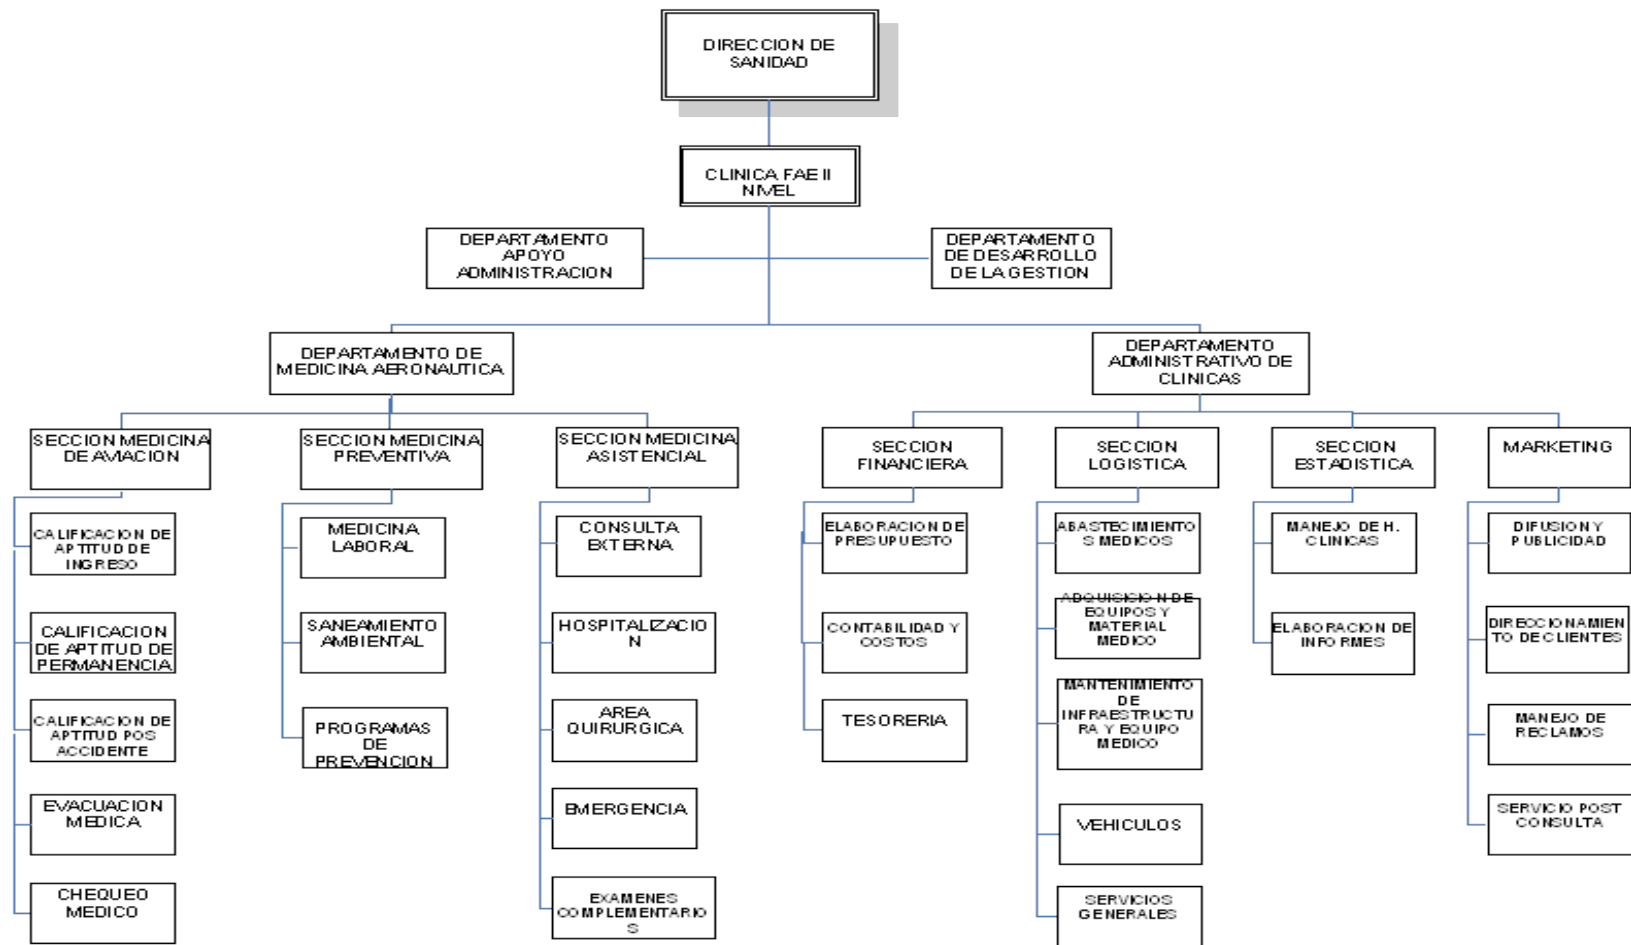 DIRECCION DE
SANIDAD
CLINICA FAE II
NIVEL
DEPARTAMENTO
APOYO
ADMINISTRACION
DEPARTAMENTO
DE DESARROLLO
DE LA GESTION
DEPARTAMENTO DE
MEDICINA AERONAUTICA
DEPARTAMENTO
ADMINISTRATIVO DE
CLINICAS
SECCION MEDICINA
DE AVIACION
SECCION MEDICINA
PREVENTIVA
SECCION MEDICINA
ASISTENCIAL
SECCION
FINANCIERA
SECCION
LOGISTICA
SECCION
ESTADISTICA
MARKETING
CALIFICACION DE
APTITUD DE
INGRESO
MEDICINA
LABORAL
CONSULTA
EXTERNA
ELABORACION DE
PRESUPUESTO
ABASTECIMIENTO
S MEDICOS
MANEJO DE H.
CLINICAS
DIFUSION Y
PUBLICIDAD
CALIFICACION
DE APTITUD DE
PERMANENCIA
SANEAMIENTO
AMBIENTAL
HOSPITALIZACIO
N
CONTABILIDAD Y
COSTOS
ADQUISICION DE
EQUIPOS Y
MATERIAL
MEDICO
ELABORACION DE
INFORMES
DIRECCIONAMIEN
TO DE CLIENTES
CALIFICACION DE
APTITUD POS
ACCIDENTE
PROGRAMAS
DE
PREVENCION
AREA
QUIRURGICA
TESORERIA
MANTENIMIENTO
DE
INFRAESTRUCTU
RA Y EQUIPO
MEDICO
MANEJO DE
RECLAMOS
EVACUACION
MEDICA
EMERGENCIA
VEHICULOS
SERVICIO POST
CONSULTA
CHEQUEO
MEDICO
EXAMENES
COMPLEMENTARIO
S
SERVICIOS
GENERALES